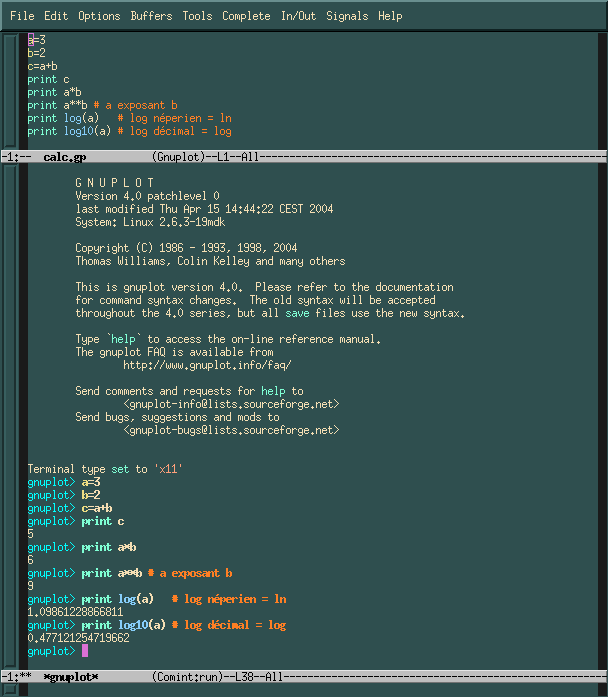 File Edit Options Buffers Tools Complete In/Out Signals Help
a=3
b=2
c=a+b
print c
print a*b
print a**b # a exposant b
print log(a)   # log néperien = ln
print log10(a) # log décimal = log
-1:--  calc.gp          (Gnuplot)--L1--All----------------------------------------------------------
G N U P L O T
Version 4.0 patchlevel 0
last modified Thu Apr 15 14:44:22 CEST 2004
System: Linux 2.6.3-19mdk
Copyright (C) 1986 - 1993, 1998, 2004
Thomas Williams, Colin Kelley and many others
This is gnuplot version 4.0.  Please refer to the documentation
for command syntax changes.  The old syntax will be accepted
throughout the 4.0 series, but all save files use the new syntax.
Type `help` to access the on-line reference manual.
The gnuplot FAQ is available from
http://www.gnuplot.info/faq/
Send comments and requests for help to
<gnuplot-info@lists.sourceforge.net>
Send bugs, suggestions and mods to
<gnuplot-bugs@lists.sourceforge.net>
Terminal type set to 'x11'
gnuplot> a=3
gnuplot> b=2
gnuplot> c=a+b
gnuplot> print c
5
gnuplot> print a*b
6
gnuplot> print a**b # a exposant b
9
gnuplot> print log(a)   # log néperien = ln
1.09861228866811
gnuplot> print log10(a) # log décimal = log
0.477121254719662
gnuplot>
-1:**  *gnuplot*        (Comint:run)--L38--All------------------------------------------------------